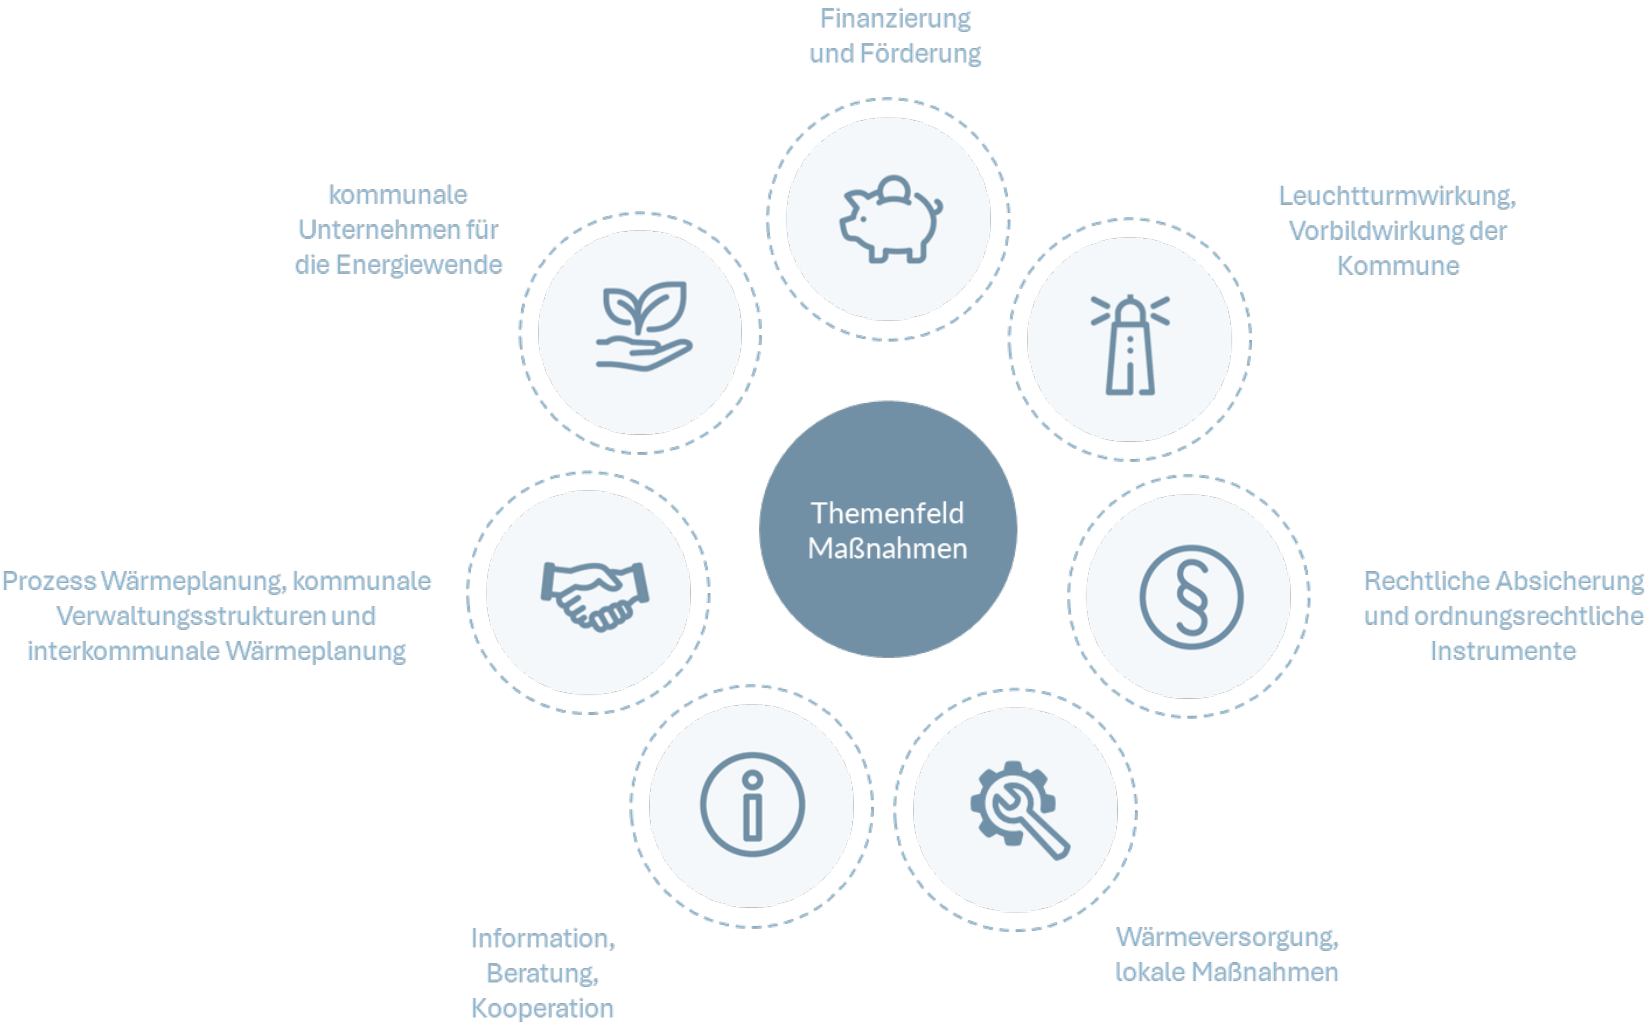 Finanzierung
und Förderung
Leuchtturmwirkung,
Vorbildwirkung der
Kommune
Rechtliche Absicherung
und ordnungsrechtliche
Instrumente
Wärmeversorgung,
lokale Maßnahmen
Information,
Beratung,
Kooperation
Prozess Wärmeplanung, kommunale
Verwaltungsstrukturen und
interkommunale Wärmeplanung
kommunale
Unternehmen für
die Energiewende
Themenfeld
Maßnahmen
§